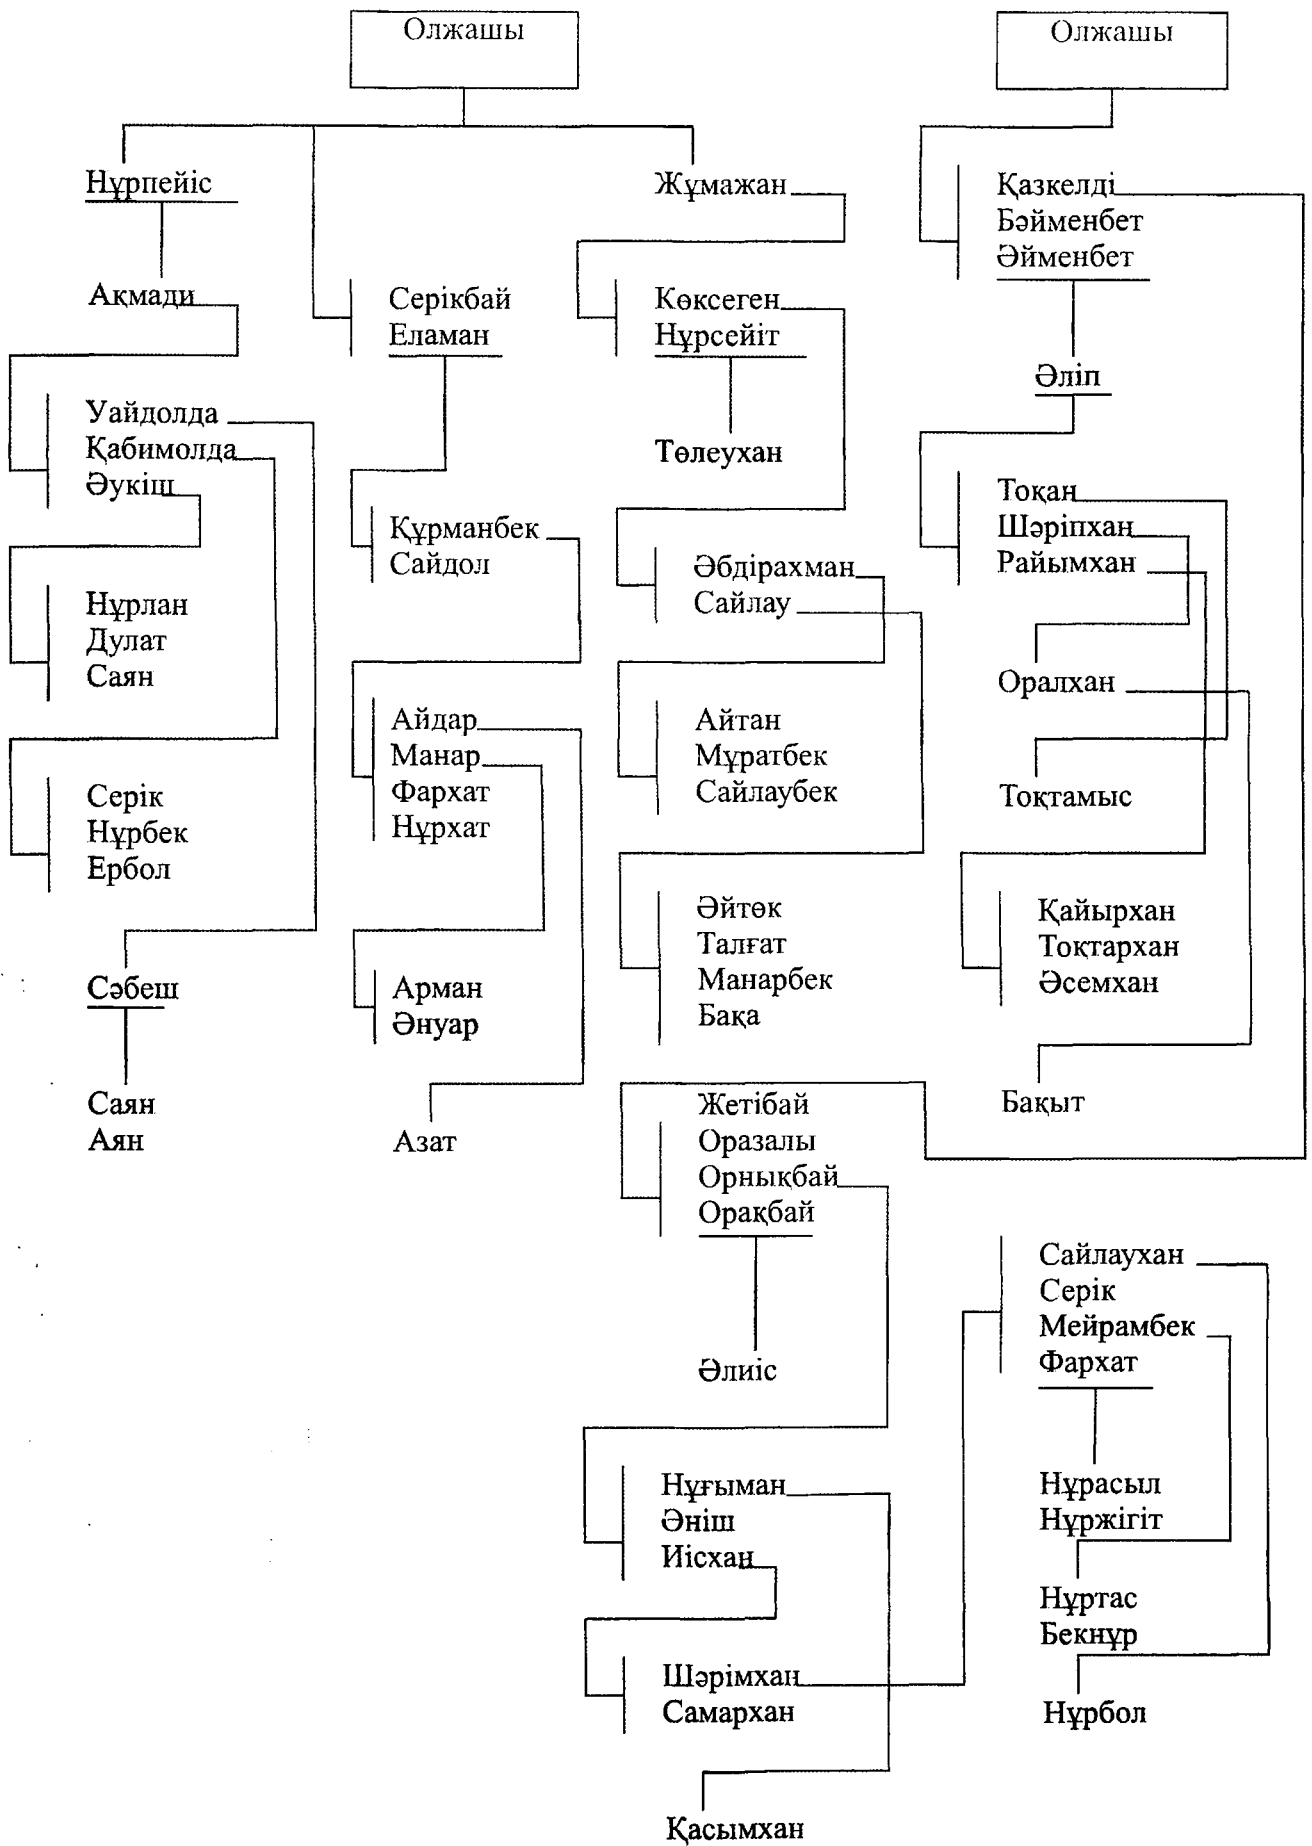 Олжашы
Олжашы
Нұрпейіс
Жұмажан
Қазкелді
Бәйменбет
Әйменбет
Ақмади
Серікбай
Еламан
Көксеген
Нұрсейіт
Әліп
Уайдолда
Қабимолда
Әукіш
Төлеухан
Тоқан
Шәріпхан
Райымхан
Құрманбек
Сайдол
Әбдірахман
Сайлау
Нұрлан
Дулат
Саян
Оралхан
Айдар
Манар
Фархат
Нұрхат
Айтан
Мұратбек
Сайлаубек
Тоқтамыс
Серік
Нұрбек
Ербол
Әйтөк
Талғат
Манарбек
Бақа
Қайырхан
Тоқтархан
Әсемхан
Сәбеш
Арман
Әнуар
Саян
Аян
Азат
Жетібай
Оразалы
Орнықбай
Орақбай
Бақыт
Әлиіс
Сайлаухан
Серік
Мейрамбек
Фархат
Нұғыман
Әніш
Иісхан
Нұрасыл
Нұржігіт
Нұртас
Бекнұр
Шәрімхан
Самархан
Нұрбол
Қасымхан